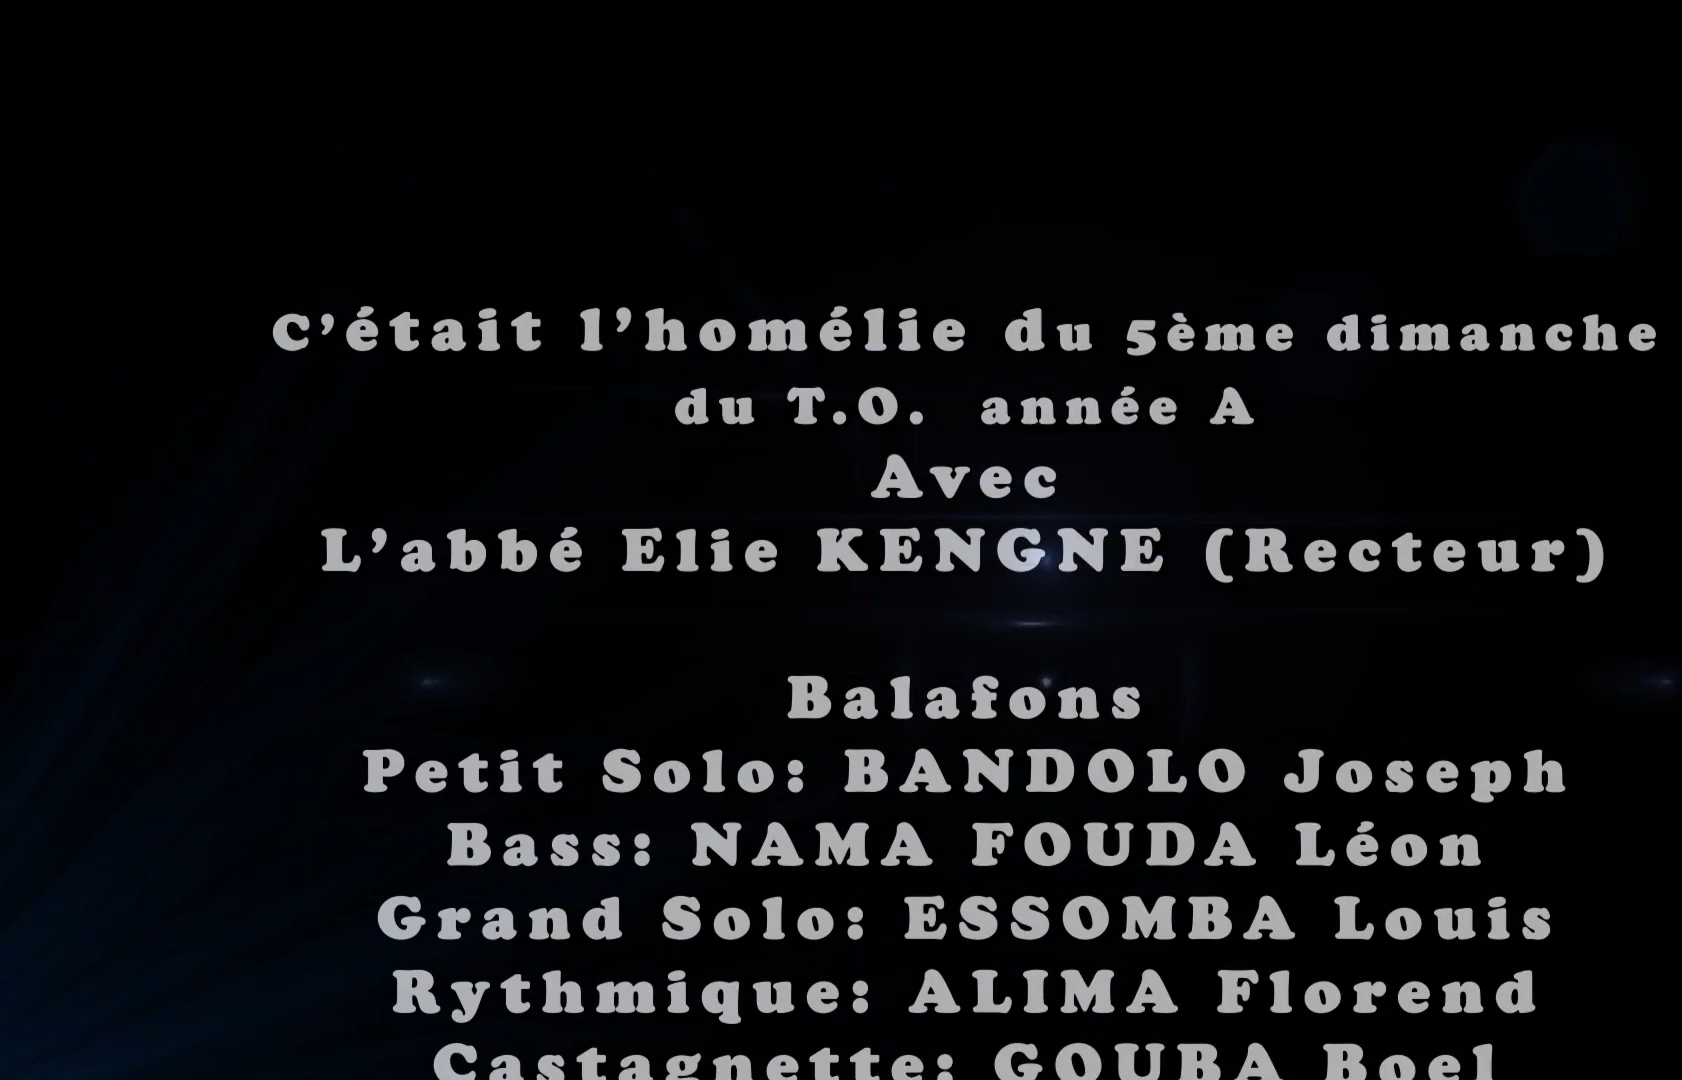 C’était l’homélie du 5ème dimanche
du T.O. année A
Avec
L’abbé Elie KENGNE (Recteur)
Balafons
Petit Solo: BANDOLO Joseph
Bass: NAMA FOUDA Léon
Grand Solo: ESSOMBA Louis
Rythmique: ALIMA Florend
Castagnette: GOUBA Boel